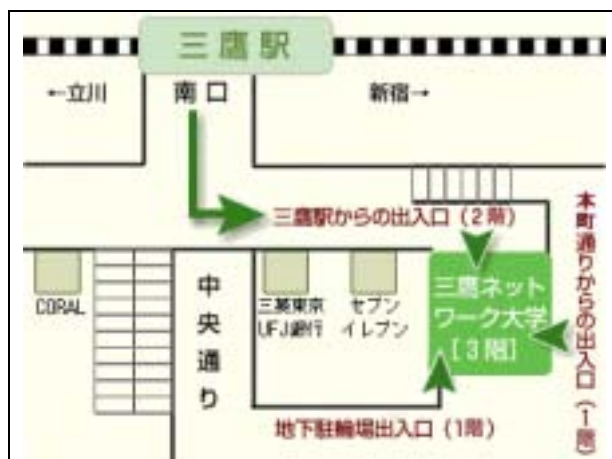 三鷹駅
←立川
南口
新宿→
三鷹駅からの出入口(2階)
本町通りからの出入口(1階)
CORAL
中央通り
三菱東京
UFJ銀行
セブン
イレブン
三鷹ネット
ワーク大学
[3階]
地下駐輪場出入口(1階)